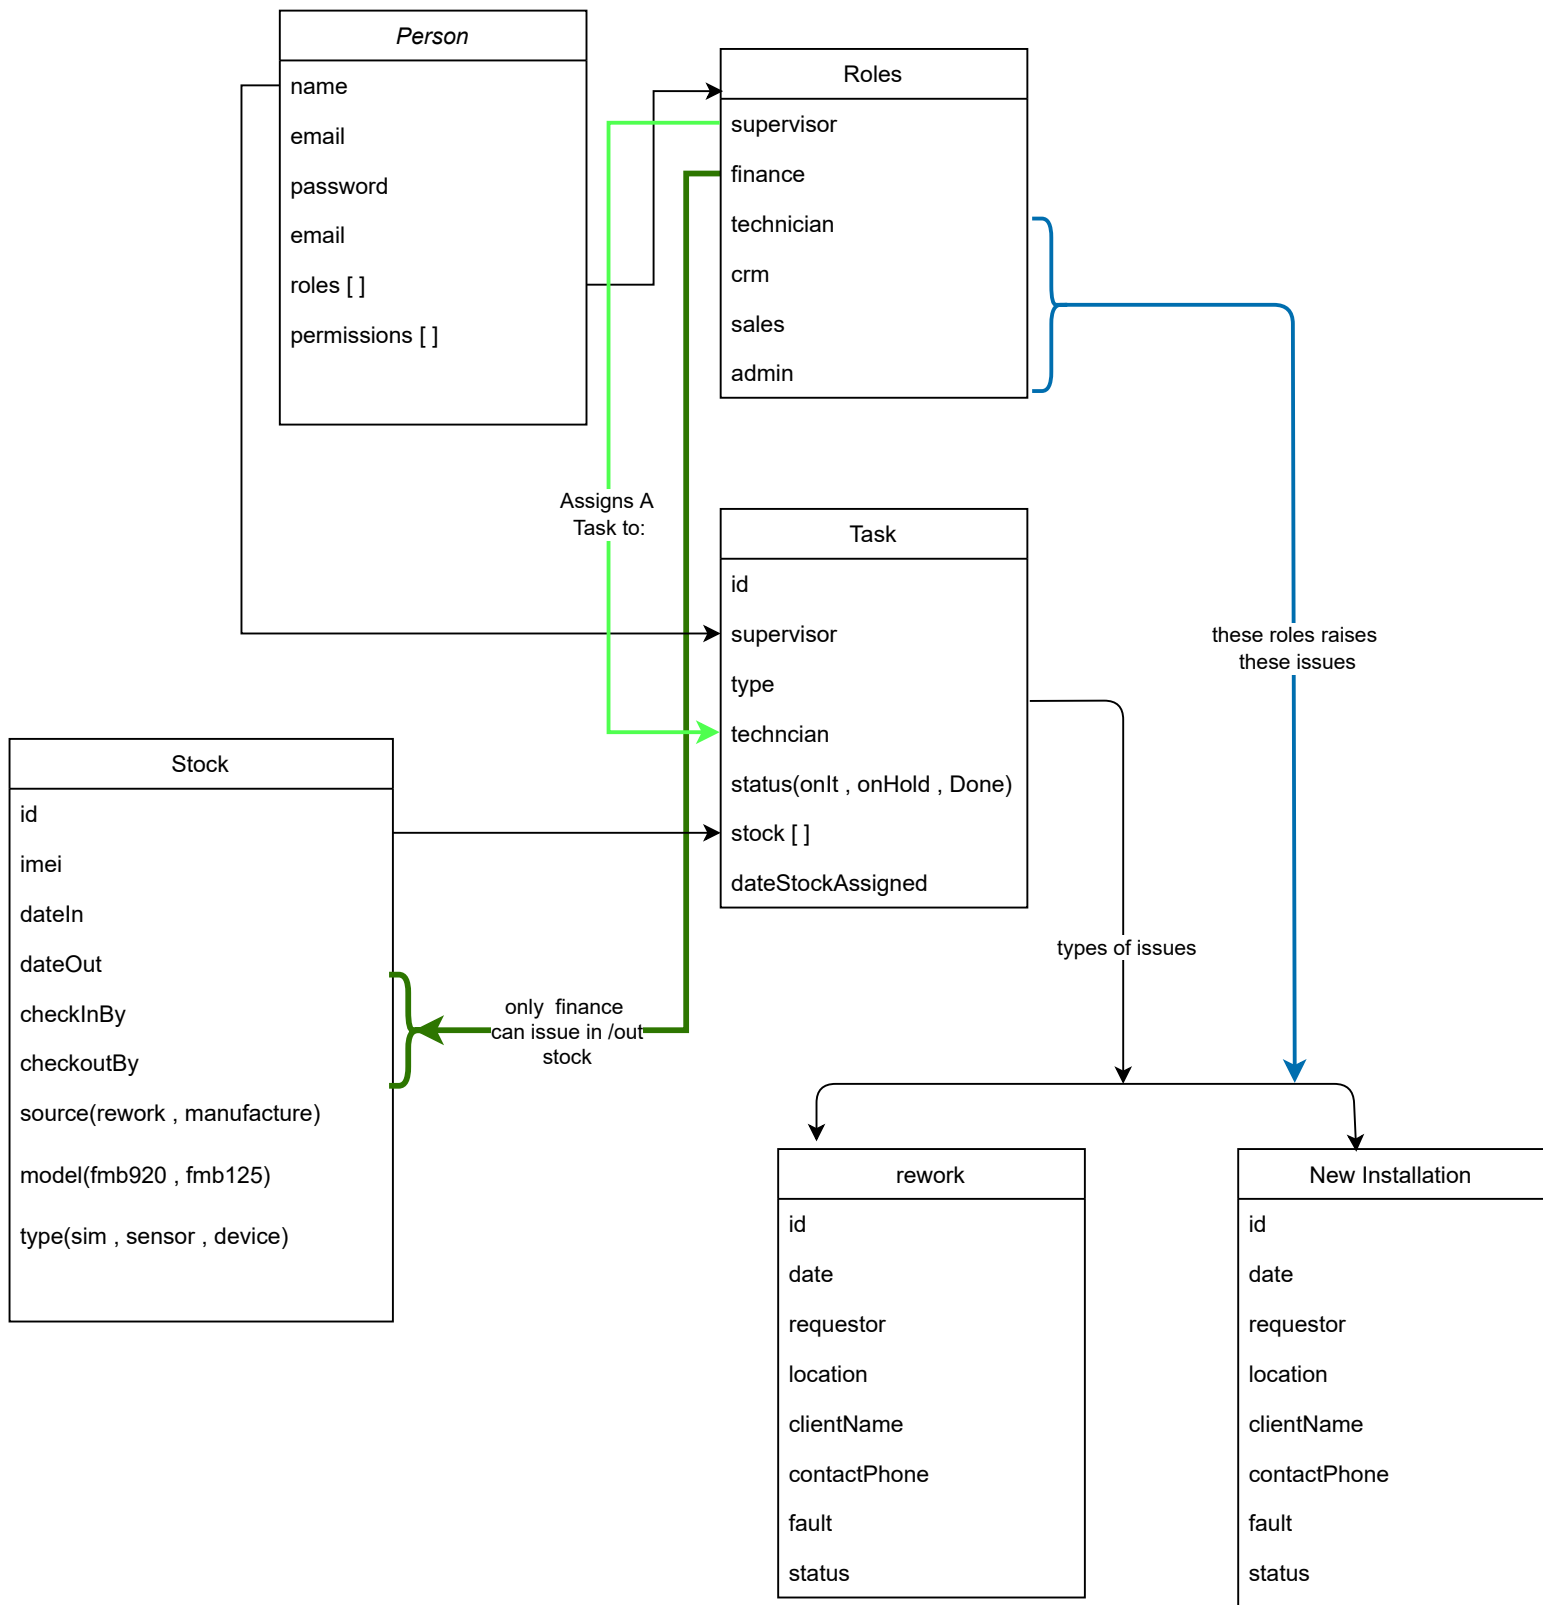 Person
name
email
password
email
roles [ ]
permissions [ ]
Roles
supervisor
finance
technician
crm
sales
admin
Assigns A
Task to:
Task
id
supervisor
type
techncian
status(onIt , onHold , Done)
stock [ ]
dateStockAssigned
these roles raises
these issues
types of issues
Stock
id
imei
dateIn
dateOut
checkInBy
checkoutBy
source(rework , manufacture)
model(fmb920 , fmb125)
type(sim , sensor , device)
only finance
can issue in /out
stock
rework
id
date
requestor
location
clientName
contactPhone
fault
status
New Installation
id
date
requestor
location
clientName
contactPhone
fault
status